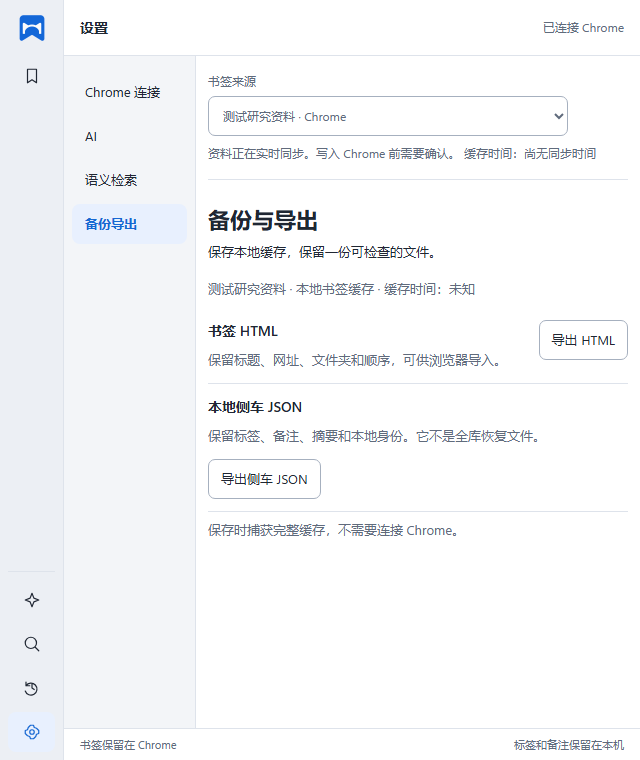 设置
已连接 Chrome
Chrome 连接
AI
语义检索
备份导出
书签来源
测试研究资料 · Chrome
资料正在实时同步。写入 Chrome 前需要确认。 缓存时间：尚无同步时间
备份与导出
保存本地缓存，保留一份可检查的文件。
测试研究资料 · 本地书签缓存 · 缓存时间：未知
书签 HTML
导出 HTML
保留标题、网址、文件夹和顺序，可供浏览器导入。
本地侧车 JSON
保留标签、备注、摘要和本地身份。它不是全库恢复文件。
导出侧车 JSON
保存时捕获完整缓存，不需要连接 Chrome。
书签保留在 Chrome
标签和备注保留在本机